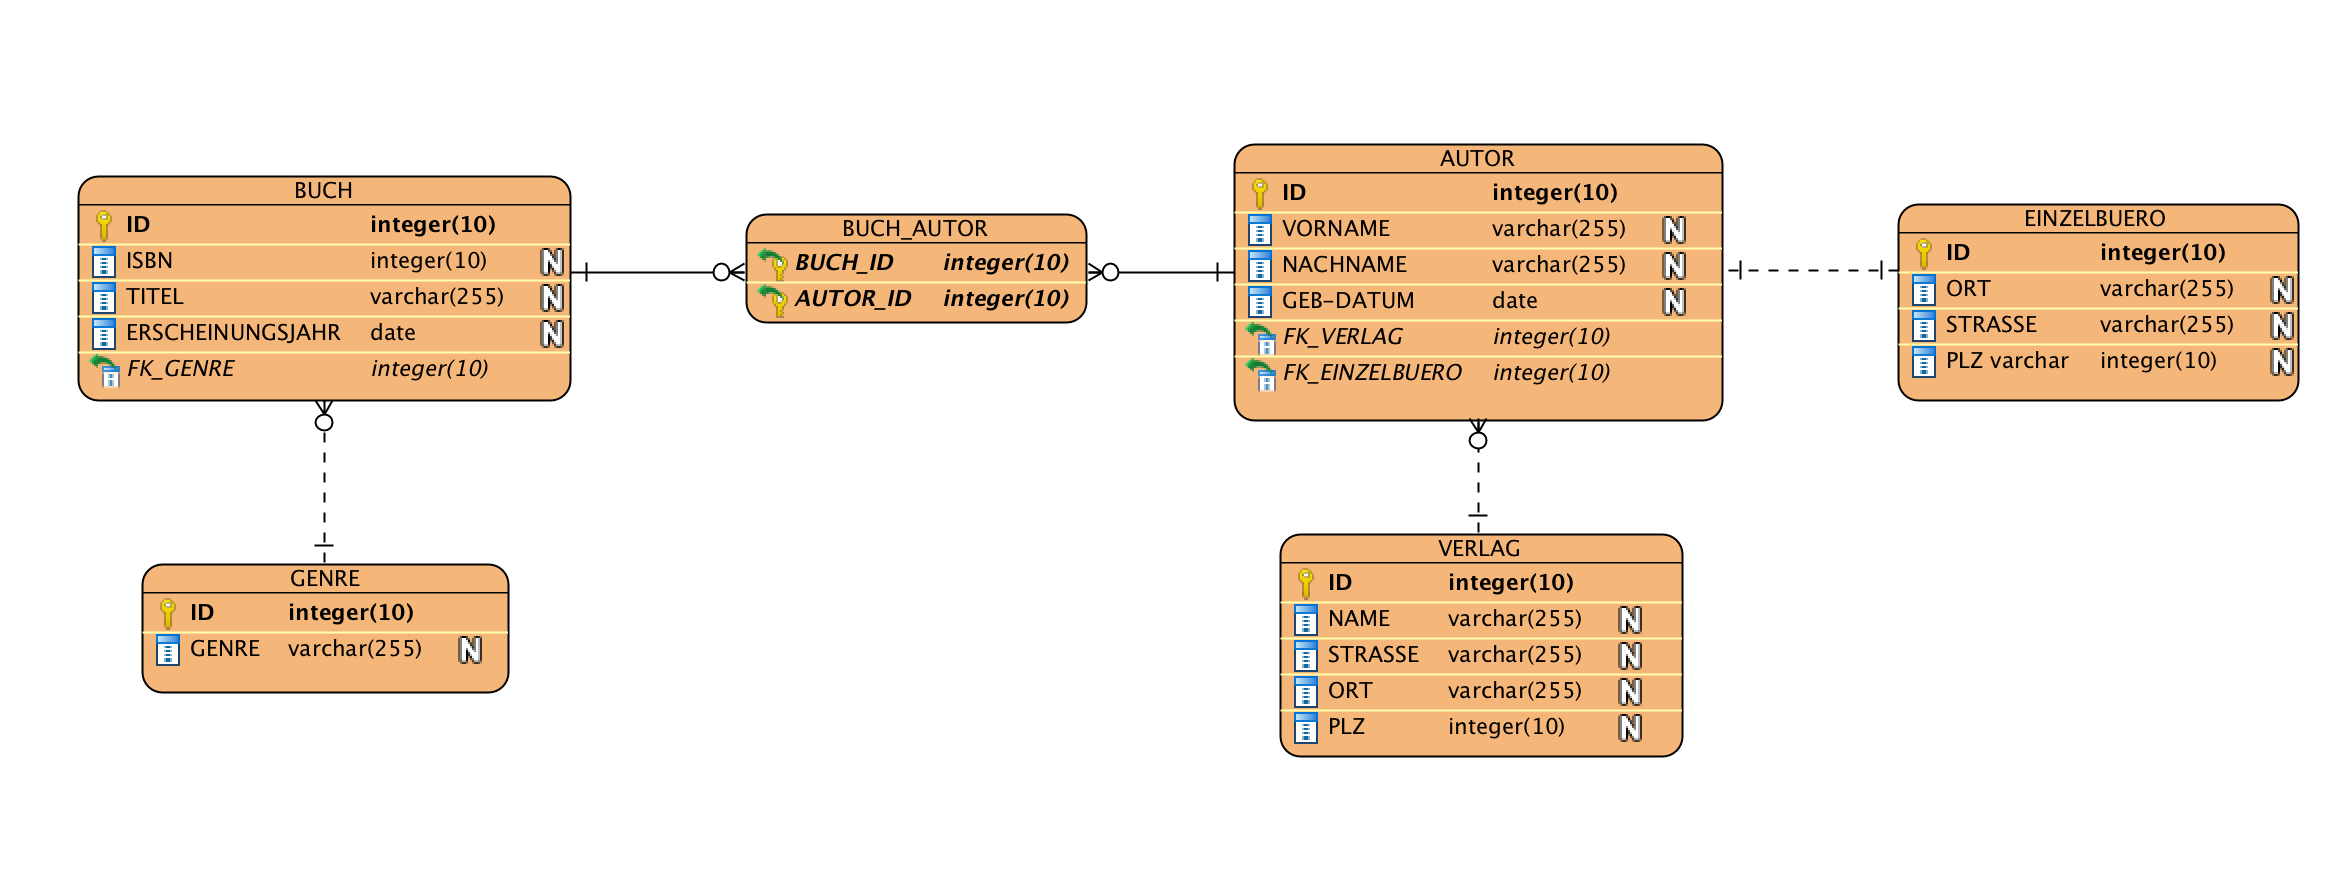 BUCH
ID integer(10)
ISBN integer(10) N
TITEL varchar(255) N
ERSCHEINUNGSJAHR date N
FK_GENRE integer(10)
BUCH_AUTOR
BUCH_ID integer(10)
AUTOR_ID integer(10)
AUTOR
ID integer(10)
VORNAME varchar(255) N
NACHNAME varchar(255) N
GEB-DATUM date N
FK_VERLAG integer(10)
FK_EINZELBUERO integer(10)
EINZELBUERO
ID integer(10)
ORT varchar(255) N
STRASSE varchar(255) N
PLZ varchar integer(10) N
GENRE
ID integer(10)
GENRE varchar(255) N
VERLAG
ID integer(10)
NAME varchar(255) N
STRASSE varchar(255) N
ORT varchar(255) N
PLZ integer(10) N